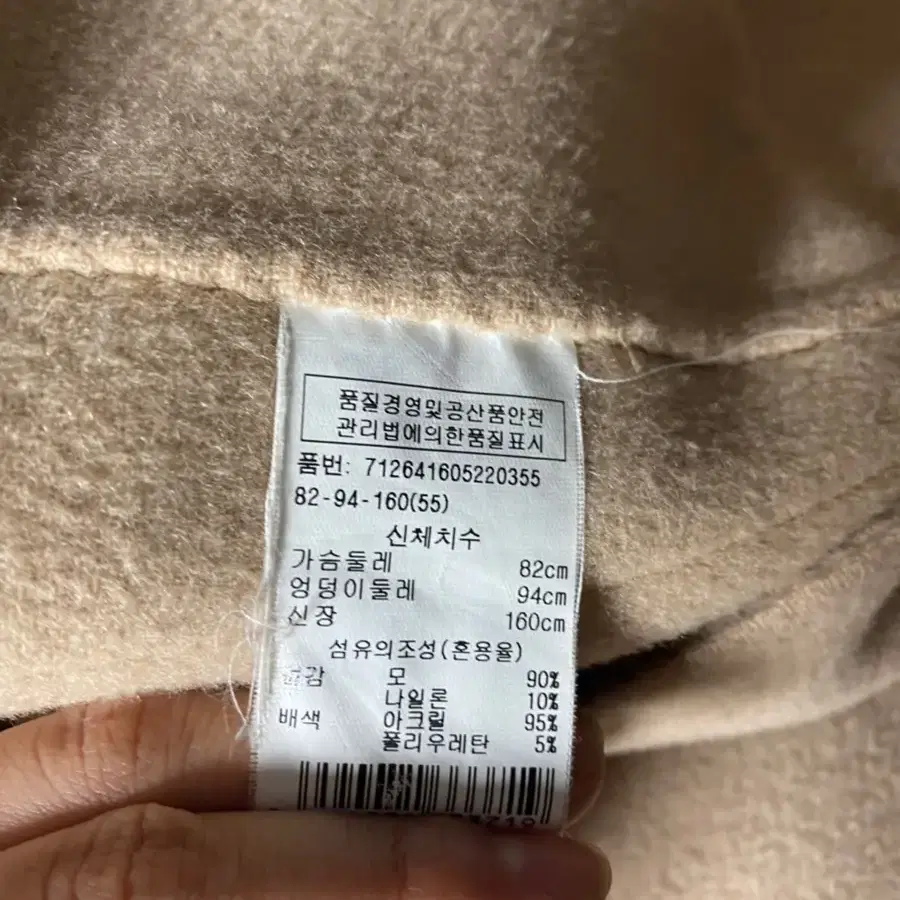 품질경영및공산품안전
관리법에의한품질표시
품번: 712641605220355
82-94-160(55)
신체치수
가슴둘레 82cm
엉덩이둘레 94cm
신장 160cm
섬유의조성(혼용율)
모 90%
나일론 10%
배색 아크릴 95%
폴리우레탄 5%